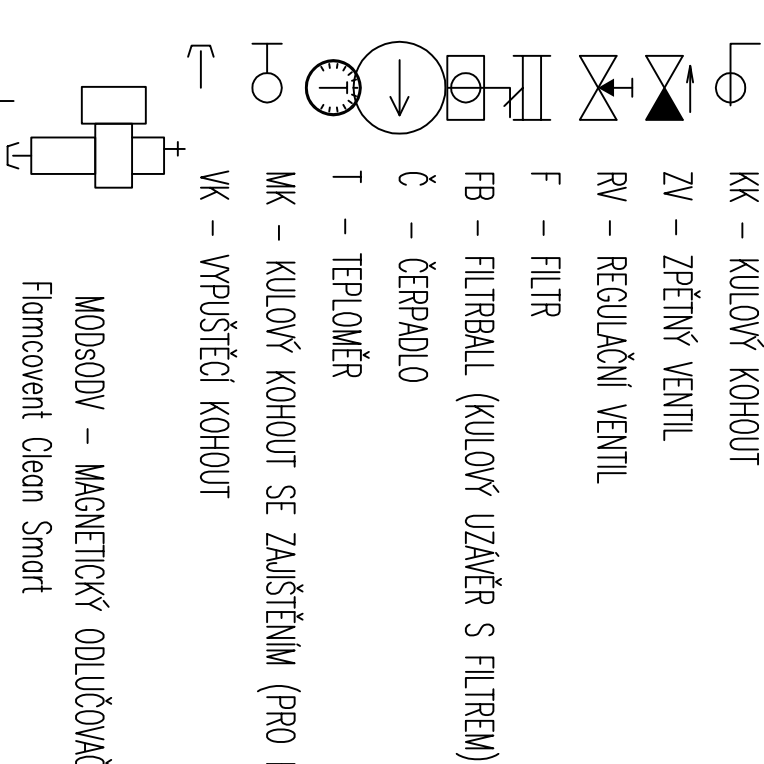 KK – KULOVÝ KOHOUT
ZV – ZPĚTNÝ VENTIL
RV – REGULAČNÍ VENTIL
F – FILTR
FB – FILTRBALL (KULOVÝ UZÁVĚR S FILTREM)
Č – ČERPADLO
T – TEPLOMĚR
MK – KULOVÝ KOHOUT SE ZAJIŠTĚNÍM (PRO
VK – VYPUŠTĚCÍ KOHOUT
MODsODV – MAGNETICKÝ ODLUČOVAČ
Flamcovent Clean Smart